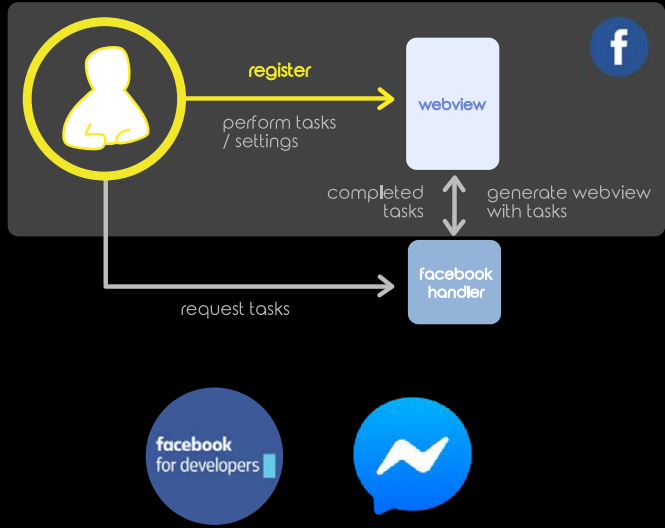 register
webview
perform tasks
/ settings
completed
tasks
generate webview
with tasks
facebook
handler
request tasks
facebook
for developers